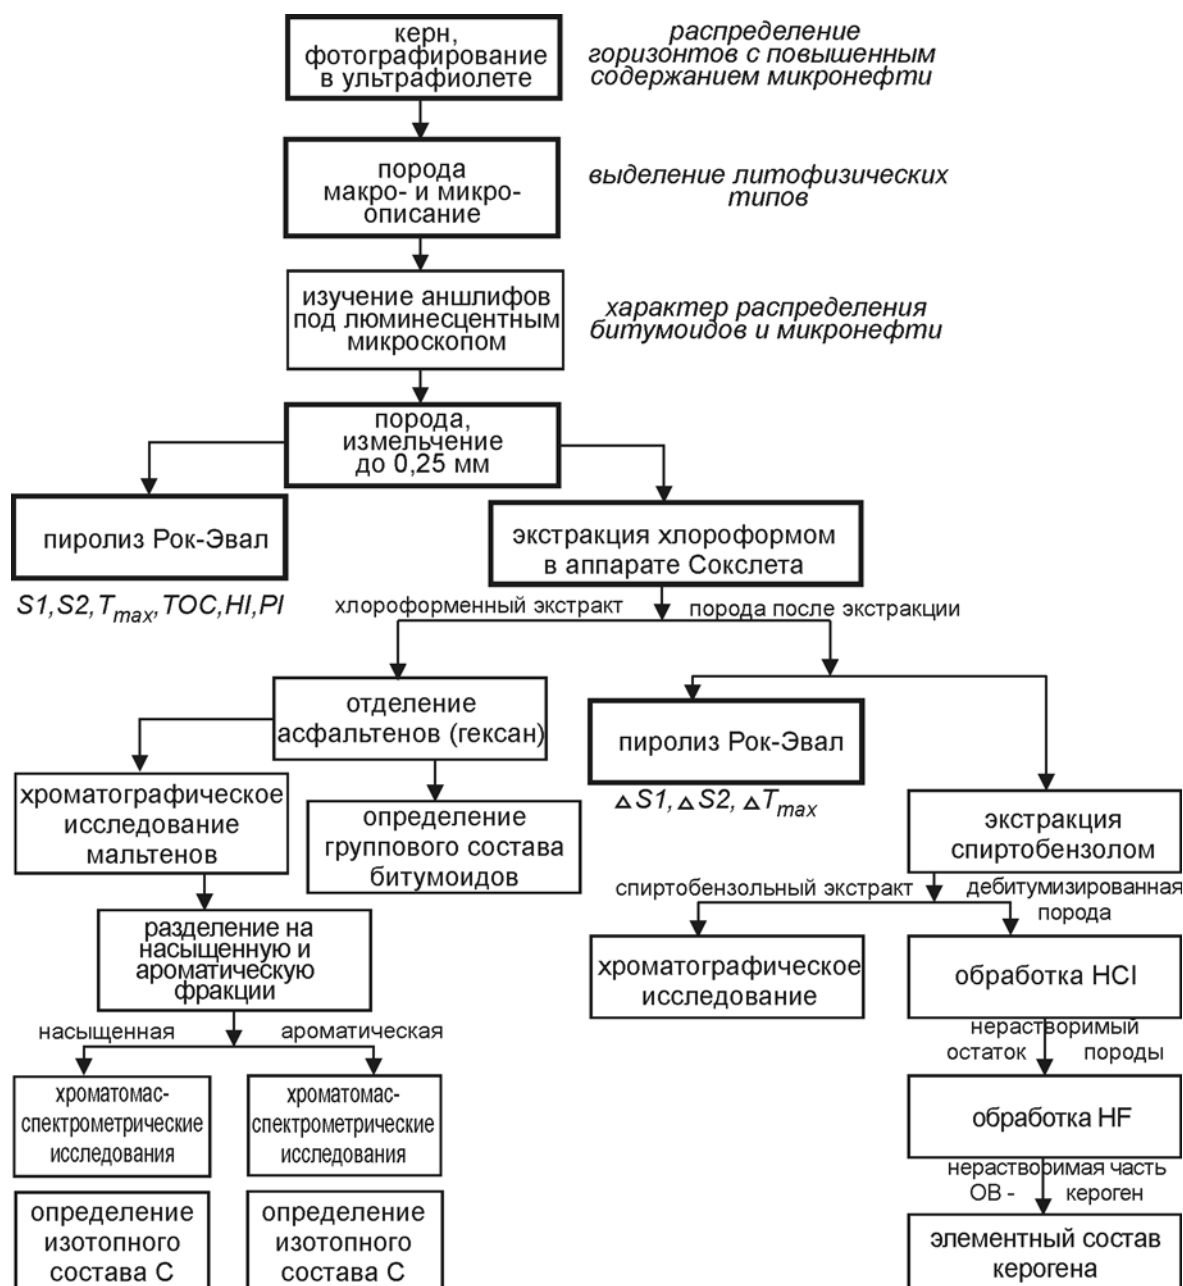 керн,
фотографирование
в ультрафиолете
распределение
горизонтов с повышенным
содержанием микронефти
порода
макро- и микро-
описание
выделение литофизических
типов
изучение аншлифов
под люминесцентным
микроскопом
характер распределения
битумоидов и микронефти
порода,
измельчение
до 0,25 мм
пиролиз Рок-Эвал
S1,S2,Tmax,TOC,HI,PI
экстракция хлороформом
в аппарате Сокслета
хлороформенный экстракт
порода после экстракции
отделение
асфальтенов (гексан)
пиролиз Рок-Эвал
△S1,△S2, △Tmax
хроматографическое
исследование
мальтенов
определение
группового состава
битумоидов
экстракция
спиртобензолом
спиртобензольный экстракт
дебитумизированная
порода
разделение на
насыщенную и
ароматическую
фракции
хроматографическое
исследование
обработка HCl
насыщенная
ароматическая
нерастворимый
остаток породы
хроматомас-
спектрометрические
исследования
хроматомас-
спектрометрические
исследования
обработка HF
нерастворимая часть
ОВ - кероген
определение
изотопного
состава С
определение
изотопного
состава С
элементный состав
керогена